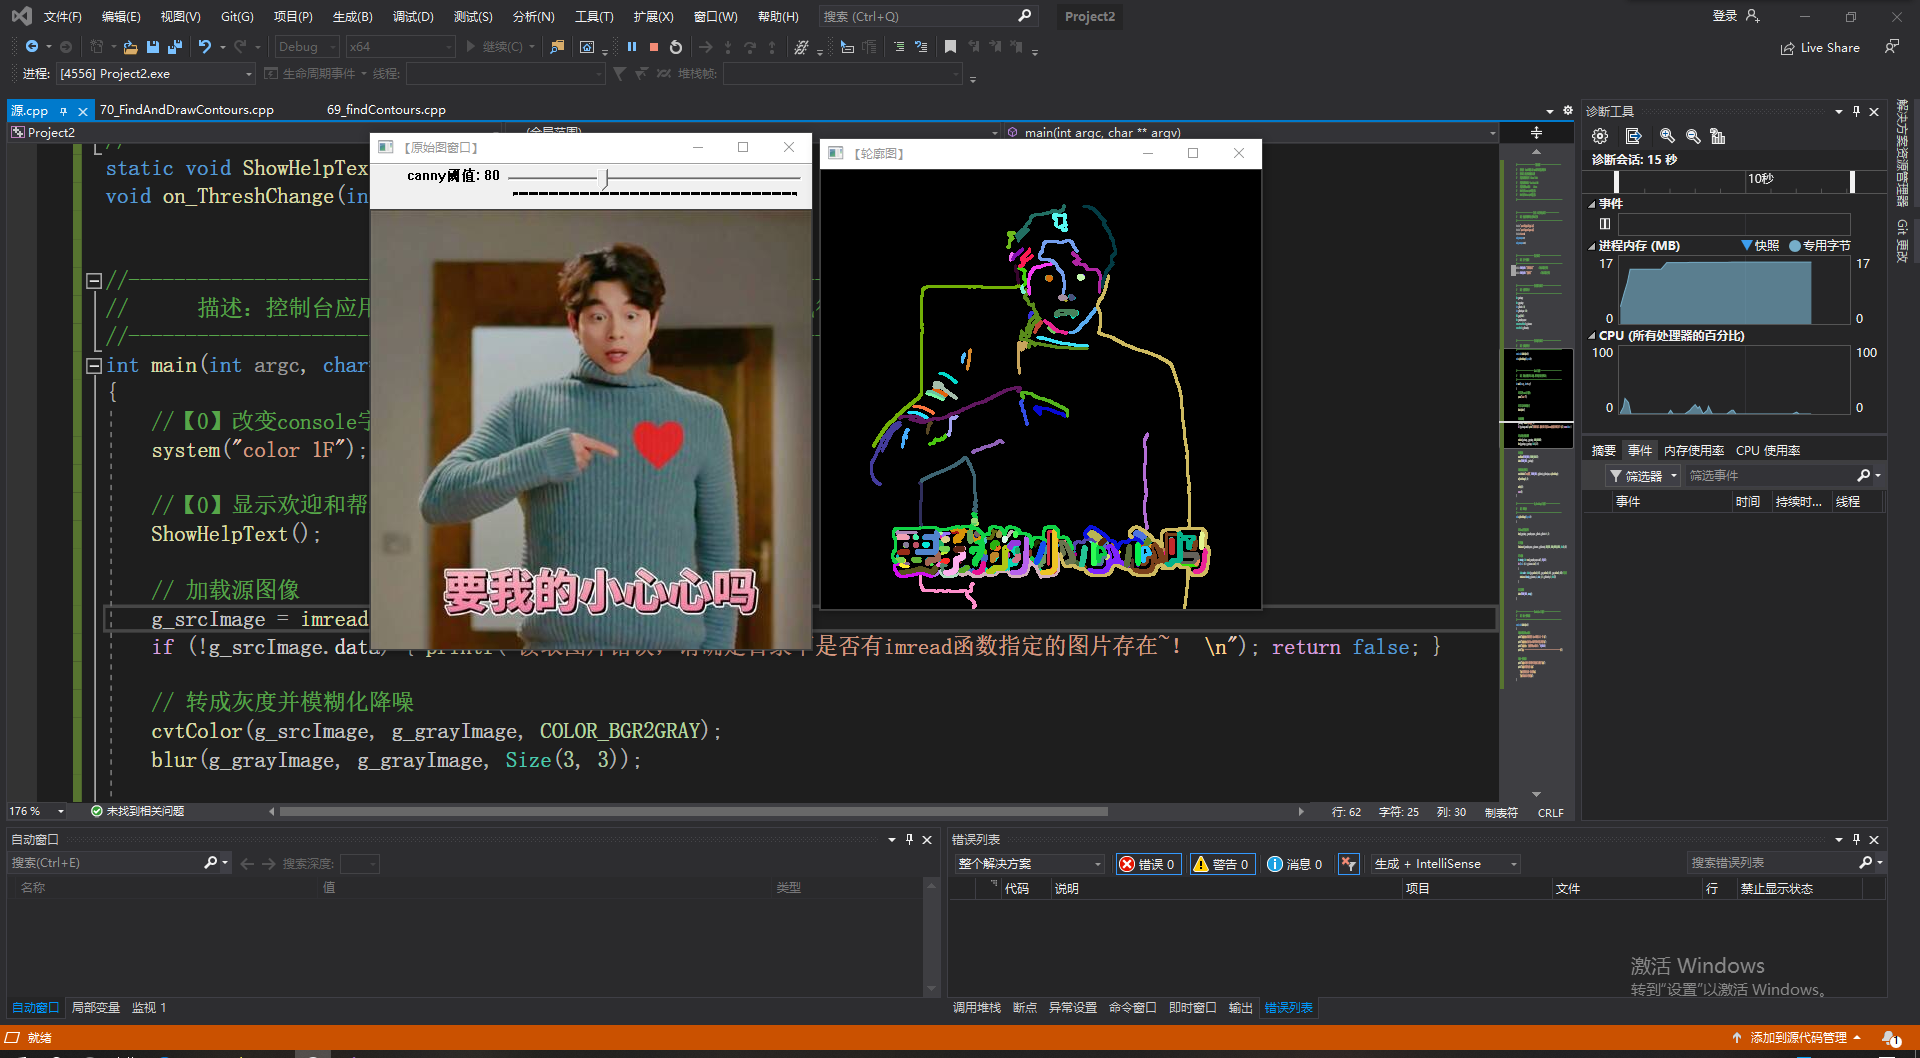 文件(F) 编辑(E) 视图(V) Git(G) 项目(P) 生成(B) 调试(D) 测试(S) 分析(N) 工具(T) 扩展(X) 窗口(W) 帮助(H) 搜索 (Ctrl+Q) Project2 登录
Debug x64 继续(C) Live Share
进程: [4556] Project2.exe 生命周期事件 线程: 堆栈帧:
源.cpp 70_FindAndDrawContours.cpp 69_findContours.cpp
Project2 (全局范围) main(int argc, char ** argv)
static void ShowHelpText
void on_ThreshChange(in
//
// 描述：控制台应用
//
int main(int argc, char
{
//【0】改变console字
system("color 1F");
//【0】显示欢迎和帮
ShowHelpText();
// 加载源图像
g_srcImage = imread
if (!g_srcImage.data) { printf(
是否有imread函数指定的图片存在~！ \n"); return false; }
// 转成灰度并模糊化降噪
cvtColor(g_srcImage, g_grayImage, COLOR_BGR2GRAY);
blur(g_grayImage, g_grayImage, Size(3, 3));
【原始图窗口】
canny阈值: 80
要我的小心心吗
【轮廓图】
176 % 未找到相关问题 行: 62 字符: 25 列: 30 制表符 CRLF
诊断工具
诊断会话: 15 秒
10秒
事件
进程内存 (MB) 快照 专用字节
17 17
0 0
CPU (所有处理器的百分比)
100 100
0 0
摘要 事件 内存使用率 CPU 使用率
筛选器 筛选事件
事件 时间 持续时... 线程
解决方案资源管理器
Git 更改
自动窗口
搜索(Ctrl+E) 搜索深度:
名称 值 类型
自动窗口 局部变量 监视 1
错误列表
整个解决方案 错误 0 警告 0 消息 0 生成 + IntelliSense 搜索错误列表
代码 说明 项目 文件 行 禁止显示状态
激活 Windows
转到"设置"以激活 Windows。
调用堆栈 断点 异常设置 命令窗口 即时窗口 输出 错误列表
就绪 添加到源代码管理 1